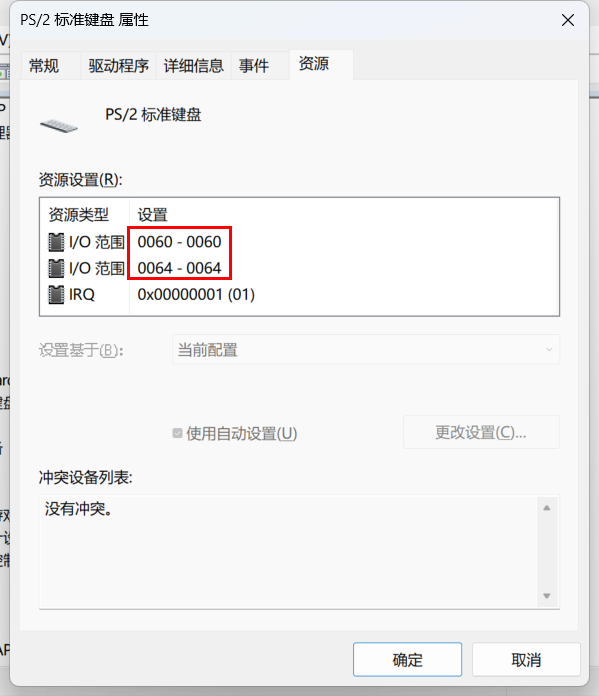 PS/2 标准键盘 属性
常规 驱动程序 详细信息 事件 资源
PS/2 标准键盘
资源设置(R):
资源类型 设置
I/O 范围 0060 - 0060
I/O 范围 0064 - 0064
IRQ 0x00000001 (01)
设置基于(B): 当前配置
使用自动设置(U) 更改设置(C)...
冲突设备列表:
没有冲突。
确定 取消